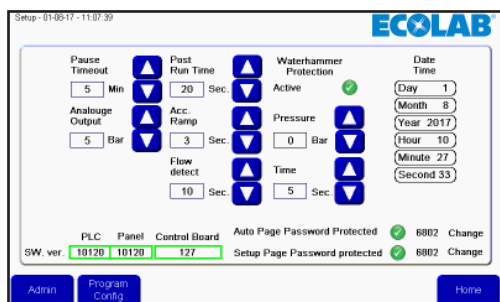 Setup - 01-08-17 - 11:07:39
ECOLAB
Pause Timeout
5 Min
Post Run Time
20 Sec.
Waterhammer Protection
Active
Date Time
Day 1
Month 8
Year 2017
Hour 10
Minute 27
Second 33
Analouge Output
5 Bar
Acc. Ramp
3 Sec.
Pressure
0 Bar
Flow detect
10 Sec.
Time
5 Sec.
PLC Panel Control Board
SW. ver. 10120 10120 127
Auto Page Password Protected 6802 Change
Setup Page Password protected 6802 Change
Admin
Program Config
Home